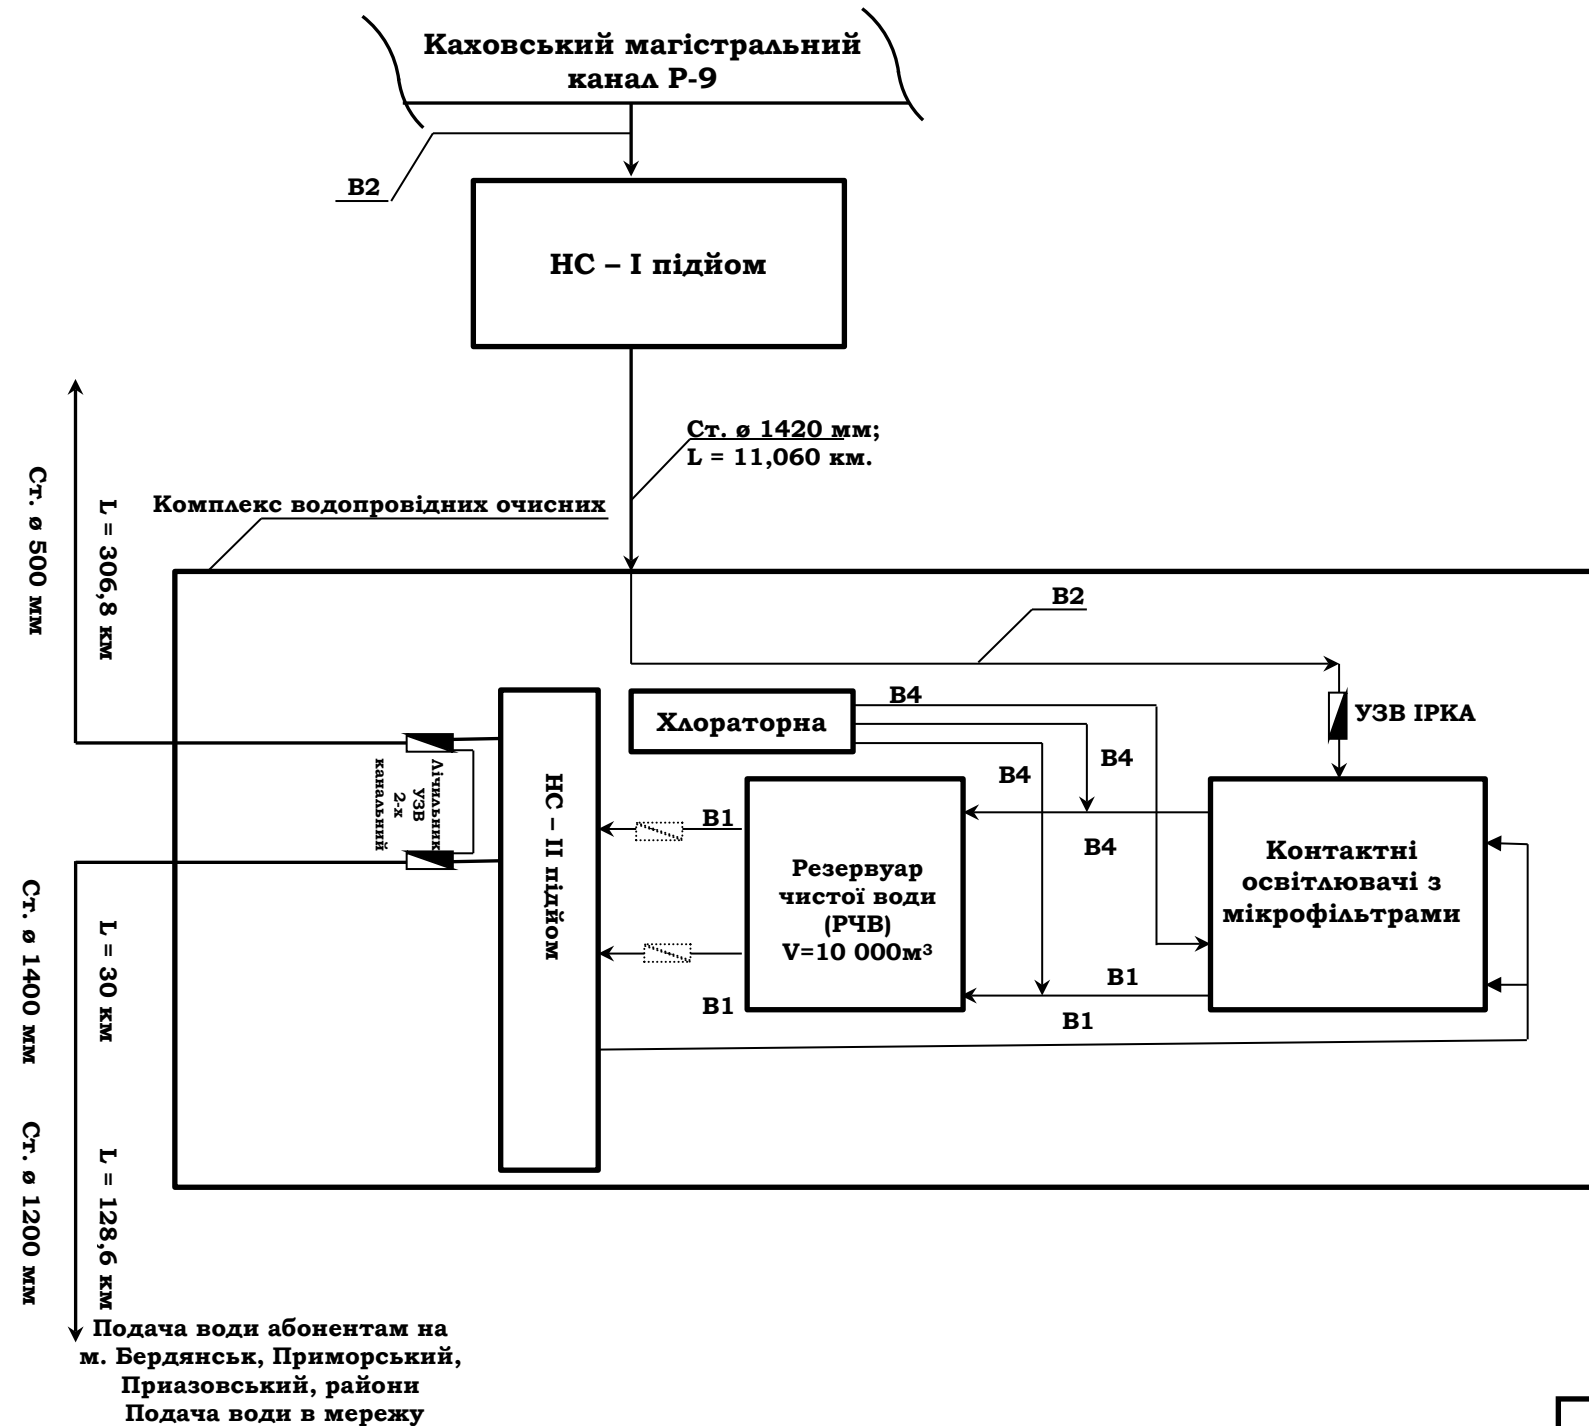 Каховський магістральний
канал Р-9
В2
НС – І підйом
Ст. ø 1420 мм;
L = 11,060 км.
Комплекс водопровідних очисних
Ст. ø 500 мм
L = 306,8 км
В2
УЗВ ІРКА
Хлораторна
В4
В4
В4
В4
Лічильник
УЗВ
2-х
канальний
НС – ІІ підйом
В1
В1
Резервуар
чистої води
(РЧВ)
V=10 000м³
Контактні
освітлювачі з
мікрофільтрами
В1
В1
Ст. ø 1400 мм
L = 30 км
Ст. ø 1200 мм
L = 128,6 км
Подача води абонентам на
м. Бердянськ, Приморський,
Приазовський, райони
Подача води в мережу